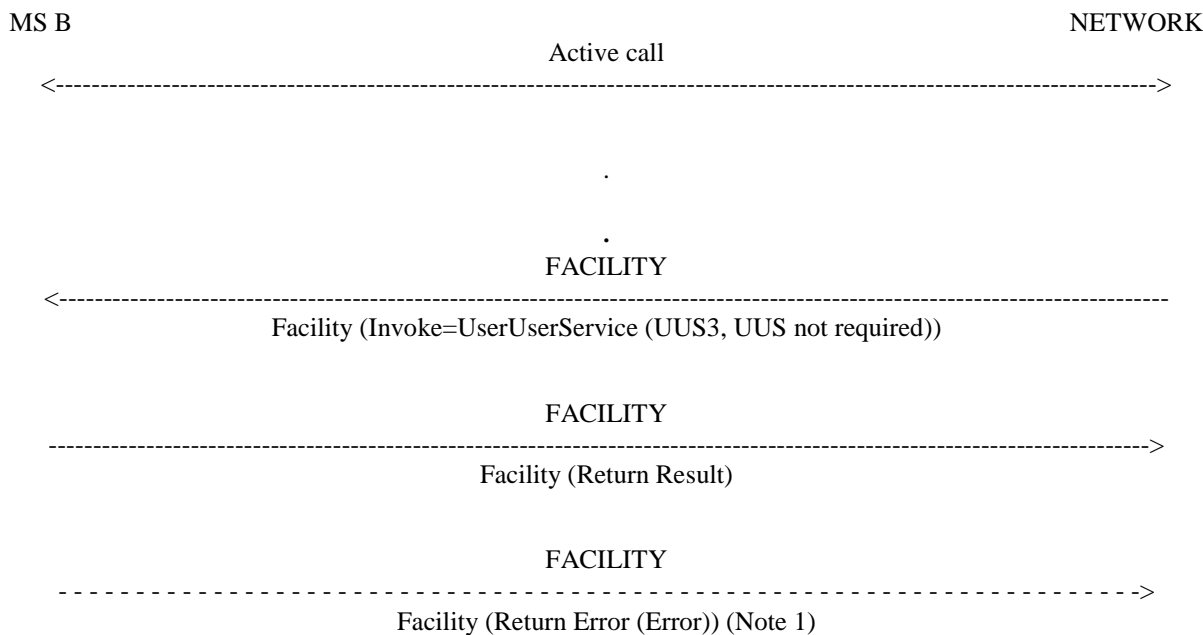 MS B NETWORK
Active call
<-------------------------------------------------------------------------------------------------------------------------->
.
.
FACILITY
<---------------------------------------------------------------------------------------------------------------------------
Facility (Invoke=UserUserService (UUS3, UUS not required))
FACILITY
-------------------------------------------------------------------------------------------------------------------------->
Facility (Return Result)
FACILITY
- - - - - - - - - - - - - - - - - - - - - - - - - - - - - - - - - - - - - - - - - - - - - - - - - - - - - - - - - - - - - - - - - - - - - ->
Facility (Return Error (Error)) (Note 1)